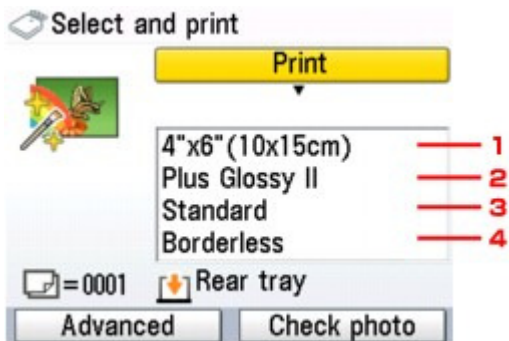 Select and print
Print
4"x6"(10x15cm) 1
Plus Glossy II 2
Standard 3
Borderless 4
=0001 Rear tray
Advanced Check photo